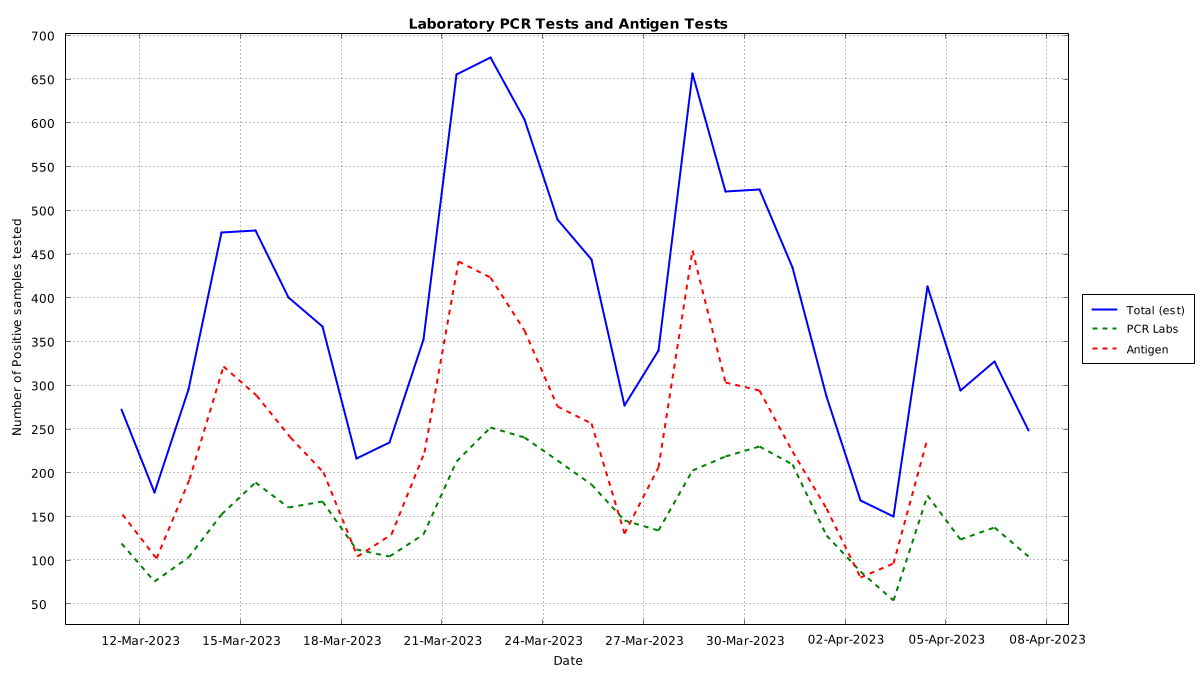 Laboratory PCR Tests and Antigen Tests
700
650
600
550
500
450
400
350
300
250
200
150
100
50
Number of Positive samples tested
12-Mar-2023 15-Mar-2023 18-Mar-2023 21-Mar-2023 24-Mar-2023 27-Mar-2023 30-Mar-2023 02-Apr-2023 05-Apr-2023 08-Apr-2023
Date
Total (est)
PCR Labs
Antigen